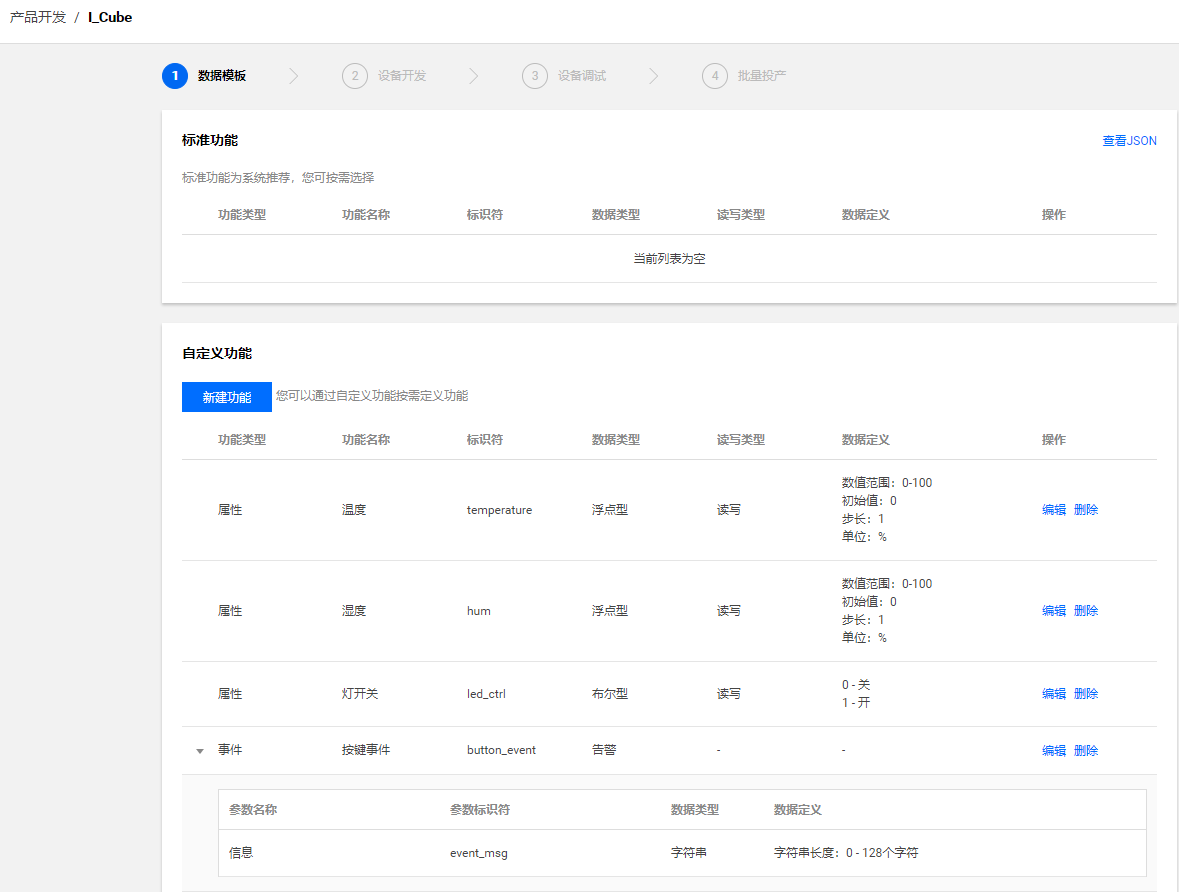 产品开发 / I_Cube
1 数据模板 2 设备开发 3 设备调试 4 批量投产
标准功能 查看JSON
标准功能为系统推荐，您可按需选择
功能类型 功能名称 标识符 数据类型 读写类型 数据定义 操作
当前列表为空
自定义功能
新建功能 您可以通过自定义功能按需定义功能
功能类型 功能名称 标识符 数据类型 读写类型 数据定义 操作
数值范围：0-100
初始值：0
属性 温度 temperature 浮点型 读写 编辑 删除
步长：1
单位：%
数值范围：0-100
初始值：0
属性 湿度 hum 浮点型 读写 编辑 删除
步长：1
单位：%
0 - 关
属性 灯开关 led_ctrl 布尔型 读写 编辑 删除
1 - 开
事件 按键事件 button_event 告警 - - 编辑 删除
参数名称 参数标识符 数据类型 数据定义
信息 event_msg 字符串 字符串长度：0 - 128个字符